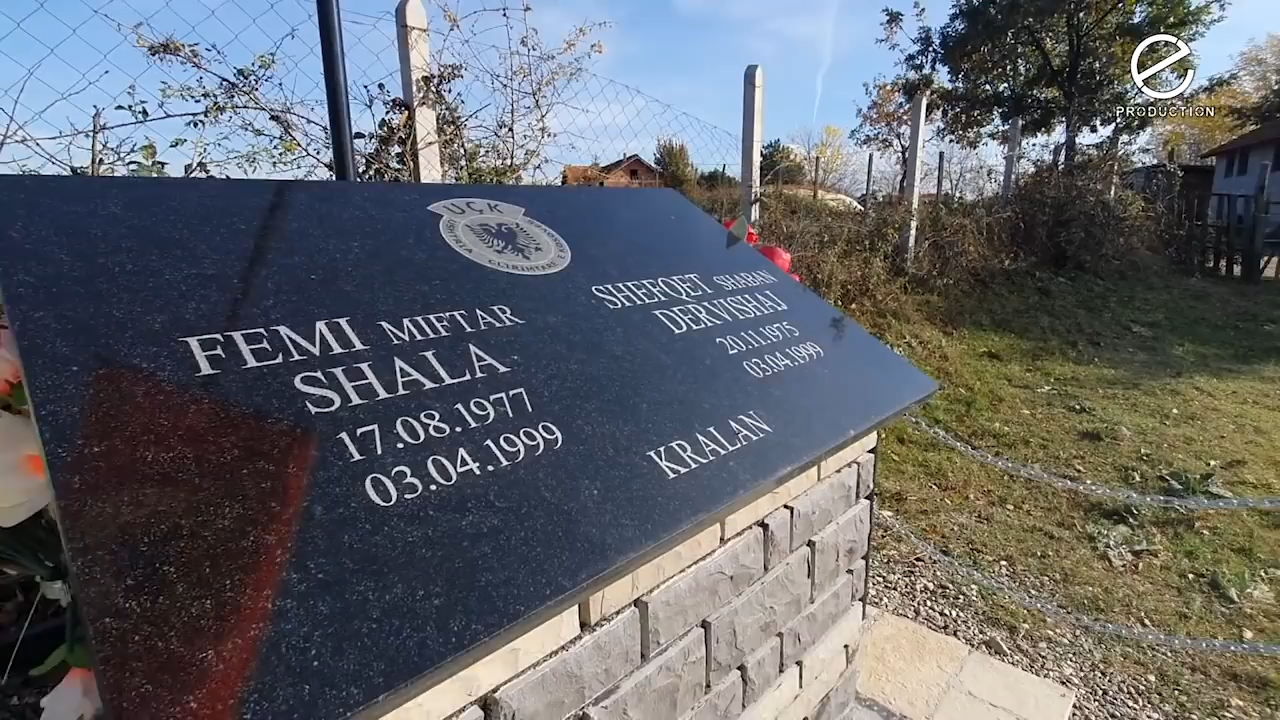 e
PRODUCTION
UÇK
FEMI MIFTAR
SHALA
17.08.1977
03.04.1999
SHEFQET SHABAN
DERVISHAJ
20.11.1975
03.04.1999
KRALAN